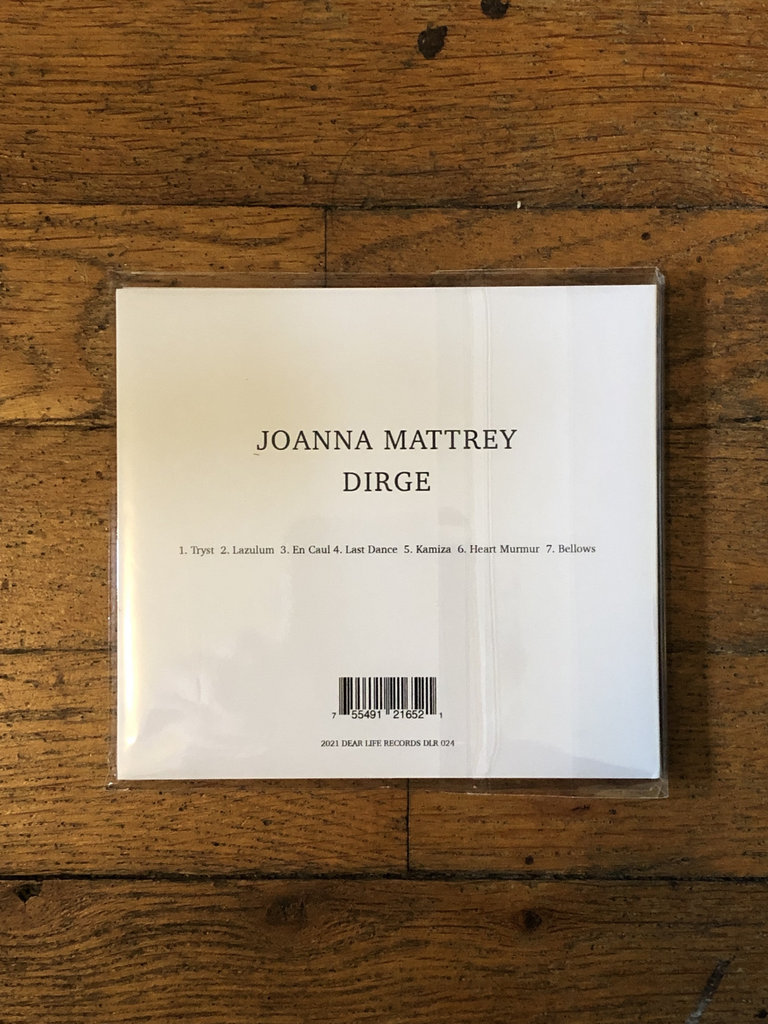 JOANNA MATTREY
DIRGE
1. Tryst 2. Lazulum 3. En Caul 4. Last Dance 5. Kamiza 6. Heart Murmur 7. Bellows
7 55491 21652 1
2021 DEAR LIFE RECORDS DLR 024